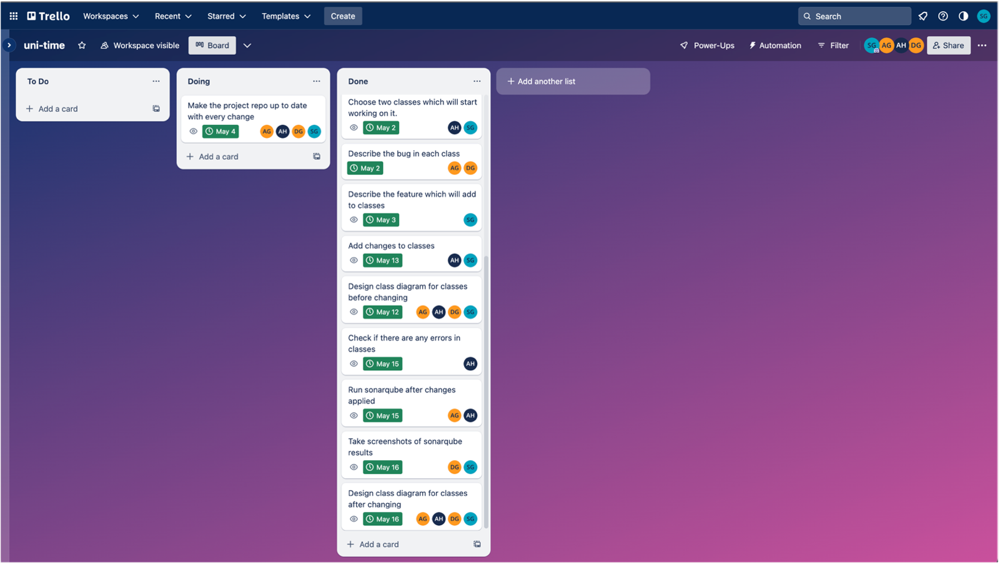 Trello Workspaces Recent Starred Templates Create Search SG
uni-time Workspace visible Board Power-Ups Automation Filter SG AG AH DG Share
To Do
Add a card
Doing
Make the project repo up to date
with every change
May 4 AG AH DG SG
Add a card
Done
Choose two classes which will start
working on it.
May 2 AH SG
Describe the bug in each class
May 2 AG DG
Describe the feature which will add
to classes
May 3 SG
Add changes to classes
May 13 AH SG
Design class diagram for classes
before changing
May 12 AG AH DG SG
Check if there are any errors in
classes
May 15 AH
Run sonarqube after changes
applied
May 15 AG AH
Take screenshots of sonarqube
results
May 16 DG SG
Design class diagram for classes
after changing
May 16 AG AH DG SG
Add a card
Add another list